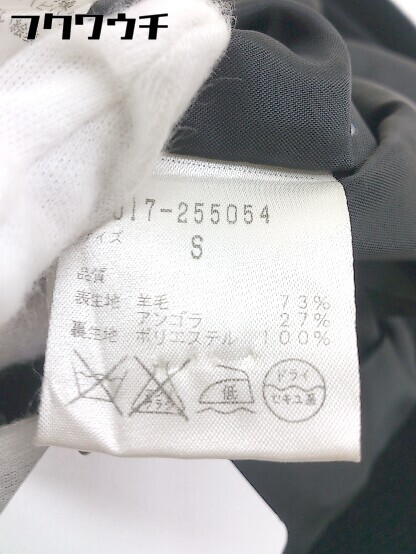 フクワウチ
017-255054
イズ S
品質
表生地 羊毛 73%
アンゴラ 27%
裏生地 ポリエステル 100%
低
ドライ
セキユ系